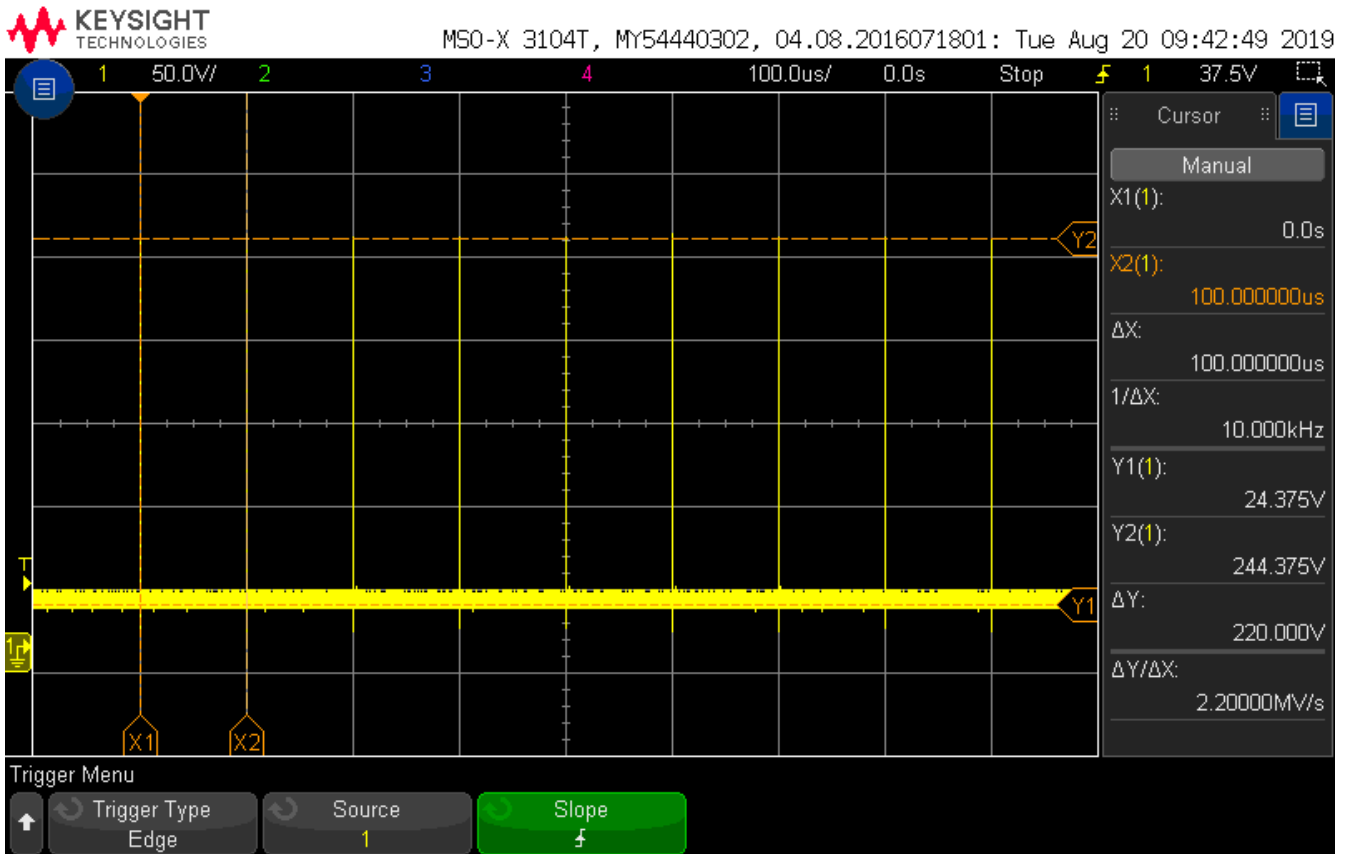 KEYSIGHT
TECHNOLOGIES
MSO-X 3104T, MY54440302, 04.08.2016071801: Tue Aug 20 09:42:49 2019
1 50.0V/ 2 3 4 100.0us/ 0.0s Stop 1 37.5V
Cursor
Manual
X1(1):
0.0s
Y2
X2(1):
100.000000us
ΔX:
100.000000us
1/ΔX:
10.000kHz
Y1(1):
24.375V
Y2(1):
244.375V
T
Y1
ΔY:
220.000V
1
ΔY/ΔX:
2.20000MV/s
X1 X2
Trigger Menu
Trigger Type
Edge
Source
1
Slope